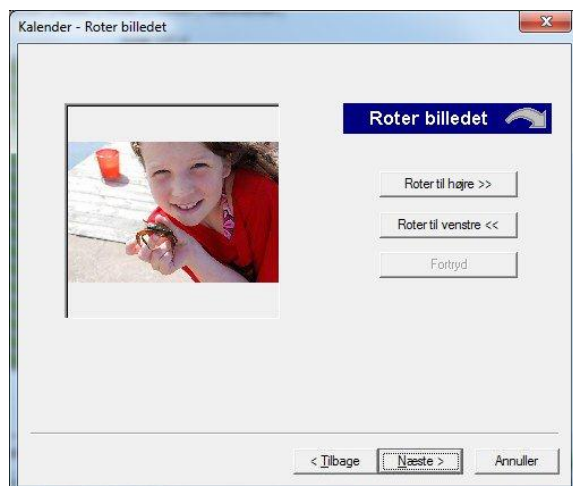 Kalender - Roter billedet
x
Roter billedet
Roter til højre >>
Roter til venstre <<
Fortryd
< Tilbage
Næste >
Annuller